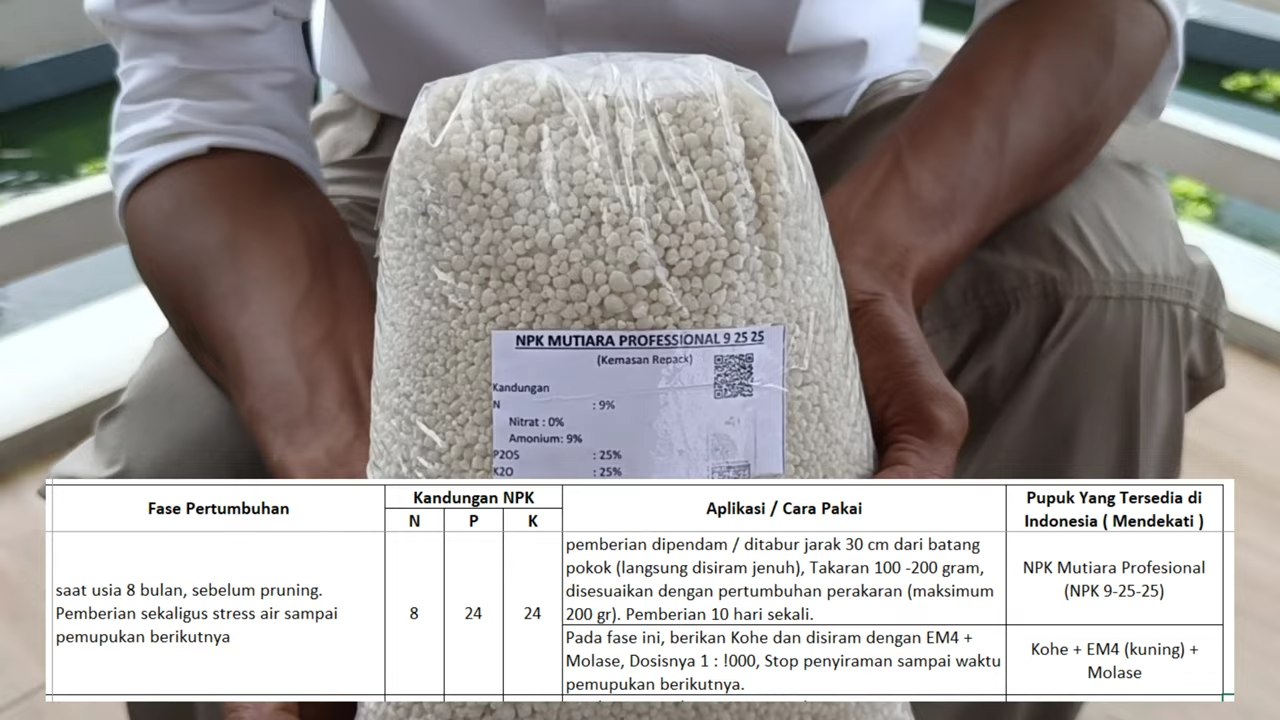 NPK MUTIARA PROFESSIONAL 9 25 25
(Kemasan Repack)
Kandungan
N : 9%
Nitrat : 0%
Amonium: 9%
P2O5 : 25%
K2O : 25%
Fase Pertumbuhan
Kandungan NPK
N P K
Aplikasi / Cara Pakai
Pupuk Yang Tersedia di
Indonesia ( Mendekati )
saat usia 8 bulan, sebelum pruning.
Pemberian sekaligus stress air sampai
pemupukan berikutnya
8 24 24
pemberian dipendam / ditabur jarak 30 cm dari batang
pokok (langsung disiram jenuh), Takaran 100 -200 gram,
disesuaikan dengan pertumbuhan perakaran (maksimum
200 gr). Pemberian 10 hari sekali.
NPK Mutiara Profesional
(NPK 9-25-25)
Pada fase ini, berikan Kohe dan disiram dengan EM4 +
Molase, Dosisnya 1 : !000, Stop penyiraman sampai waktu
pemupukan berikutnya.
Kohe + EM4 (kuning) +
Molase